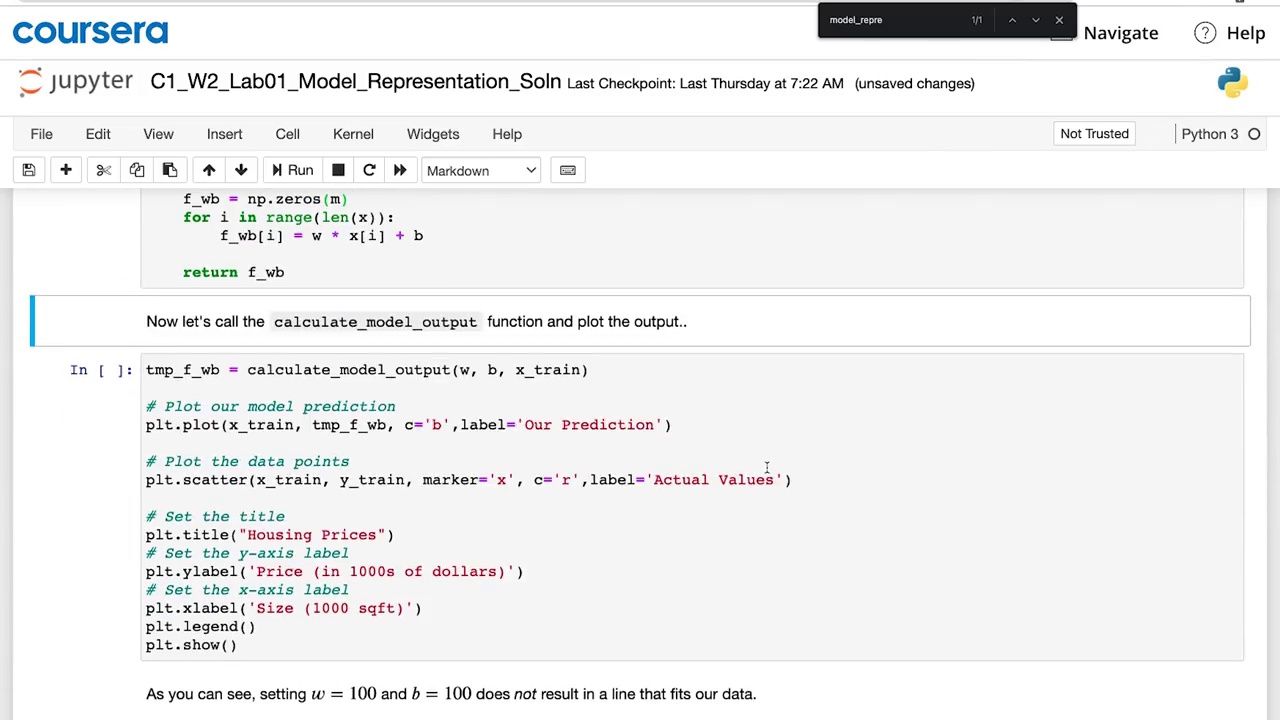 model_repre 1/1
coursera
Navigate
Help
jupyter C1_W2_Lab01_Model_Representation_Soln Last Checkpoint: Last Thursday at 7:22 AM (unsaved changes)
File Edit View Insert Cell Kernel Widgets Help Not Trusted Python 3
Run Markdown
f_wb = np.zeros(m)
for i in range(len(x)):
f_wb[i] = w * x[i] + b
return f_wb
Now let's call the calculate_model_output function and plot the output..
In [ ]: tmp_f_wb = calculate_model_output(w, b, x_train)
# Plot our model prediction
plt.plot(x_train, tmp_f_wb, c='b',label='Our Prediction')
# Plot the data points
plt.scatter(x_train, y_train, marker='x', c='r',label='Actual Values')
# Set the title
plt.title("Housing Prices")
# Set the y-axis label
plt.ylabel('Price (in 1000s of dollars)')
# Set the x-axis label
plt.xlabel('Size (1000 sqft)')
plt.legend()
plt.show()
As you can see, setting w = 100 and b = 100 does not result in a line that fits our data.